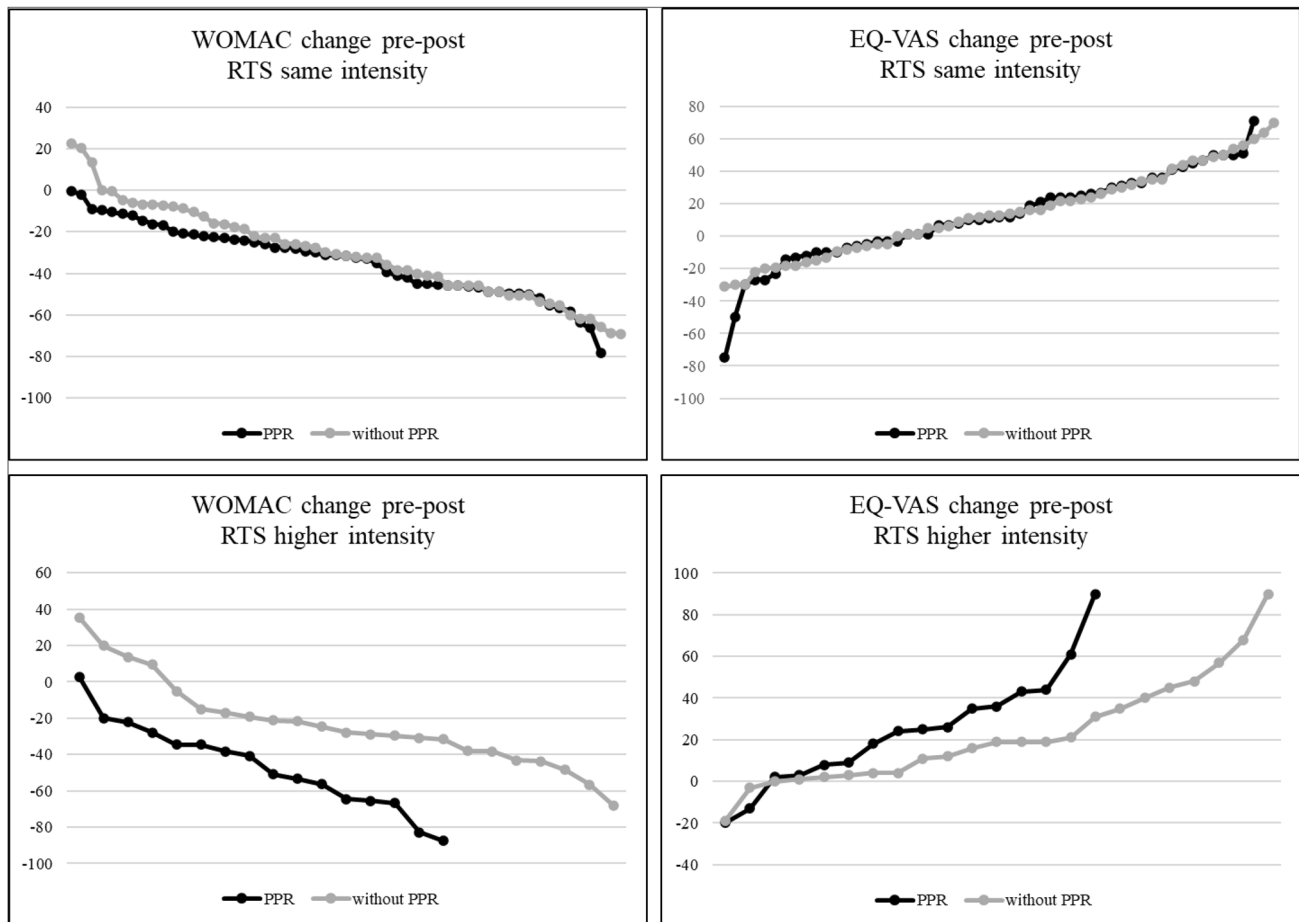 WOMAC change pre-post
RTS same intensity
40
20
0
-20
-40
-60
-80
-100
PPR without PPR
EQ-VAS change pre-post
RTS same intensity
80
60
40
20
0
-20
-40
-60
-80
-100
PPR without PPR
WOMAC change pre-post
RTS higher intensity
60
40
20
0
-20
-40
-60
-80
-100
PPR without PPR
EQ-VAS change pre-post
RTS higher intensity
100
80
60
40
20
0
-20
-40
PPR without PPR